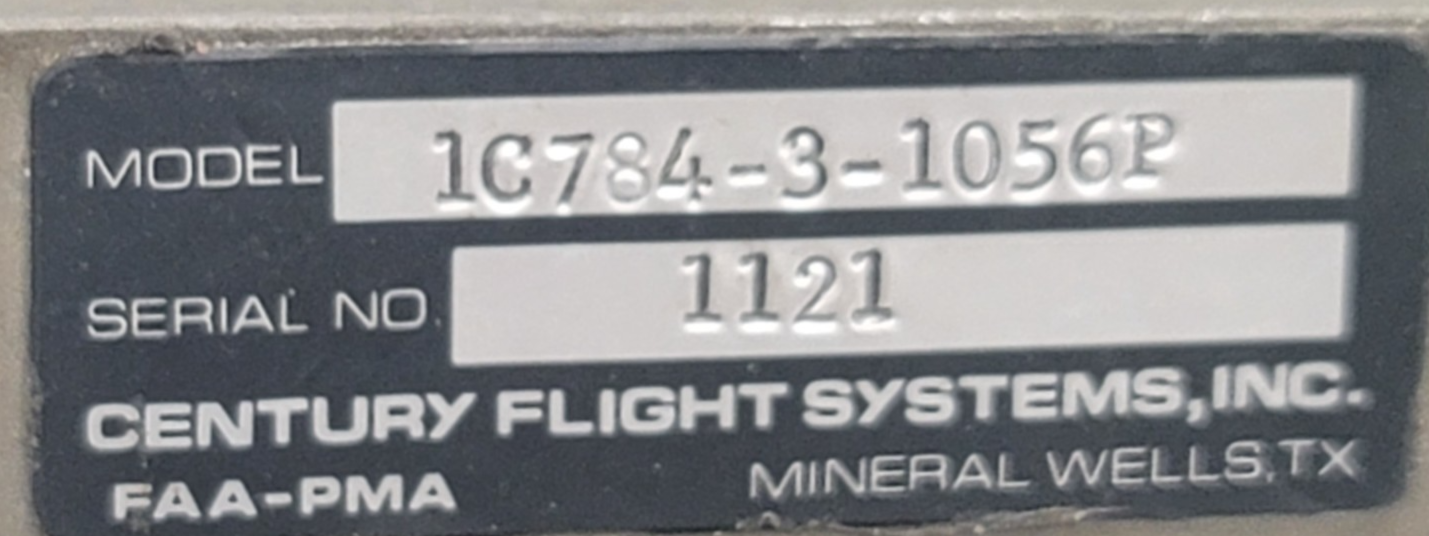 MODEL 1C784-3-1056P
SERIAL NO. 1121
CENTURY FLIGHT SYSTEMS, INC.
FAA-PMA MINERAL WELLS, TX